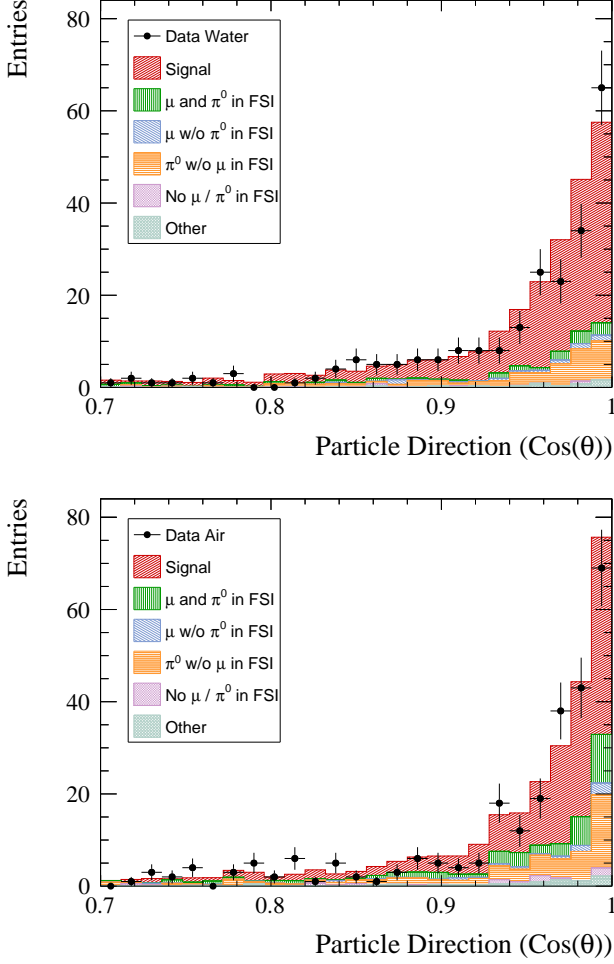 Entries
80
60
40
20
0
Data Water
Signal
μ and π⁰ in FSI
μ w/o π⁰ in FSI
π⁰ w/o μ in FSI
No μ / π⁰ in FSI
Other
0.7 0.8 0.9 1
Particle Direction (Cos(θ))
Entries
80
60
40
20
0
Data Air
Signal
μ and π⁰ in FSI
μ w/o π⁰ in FSI
π⁰ w/o μ in FSI
No μ / π⁰ in FSI
Other
0.7 0.8 0.9 1
Particle Direction (Cos(θ))